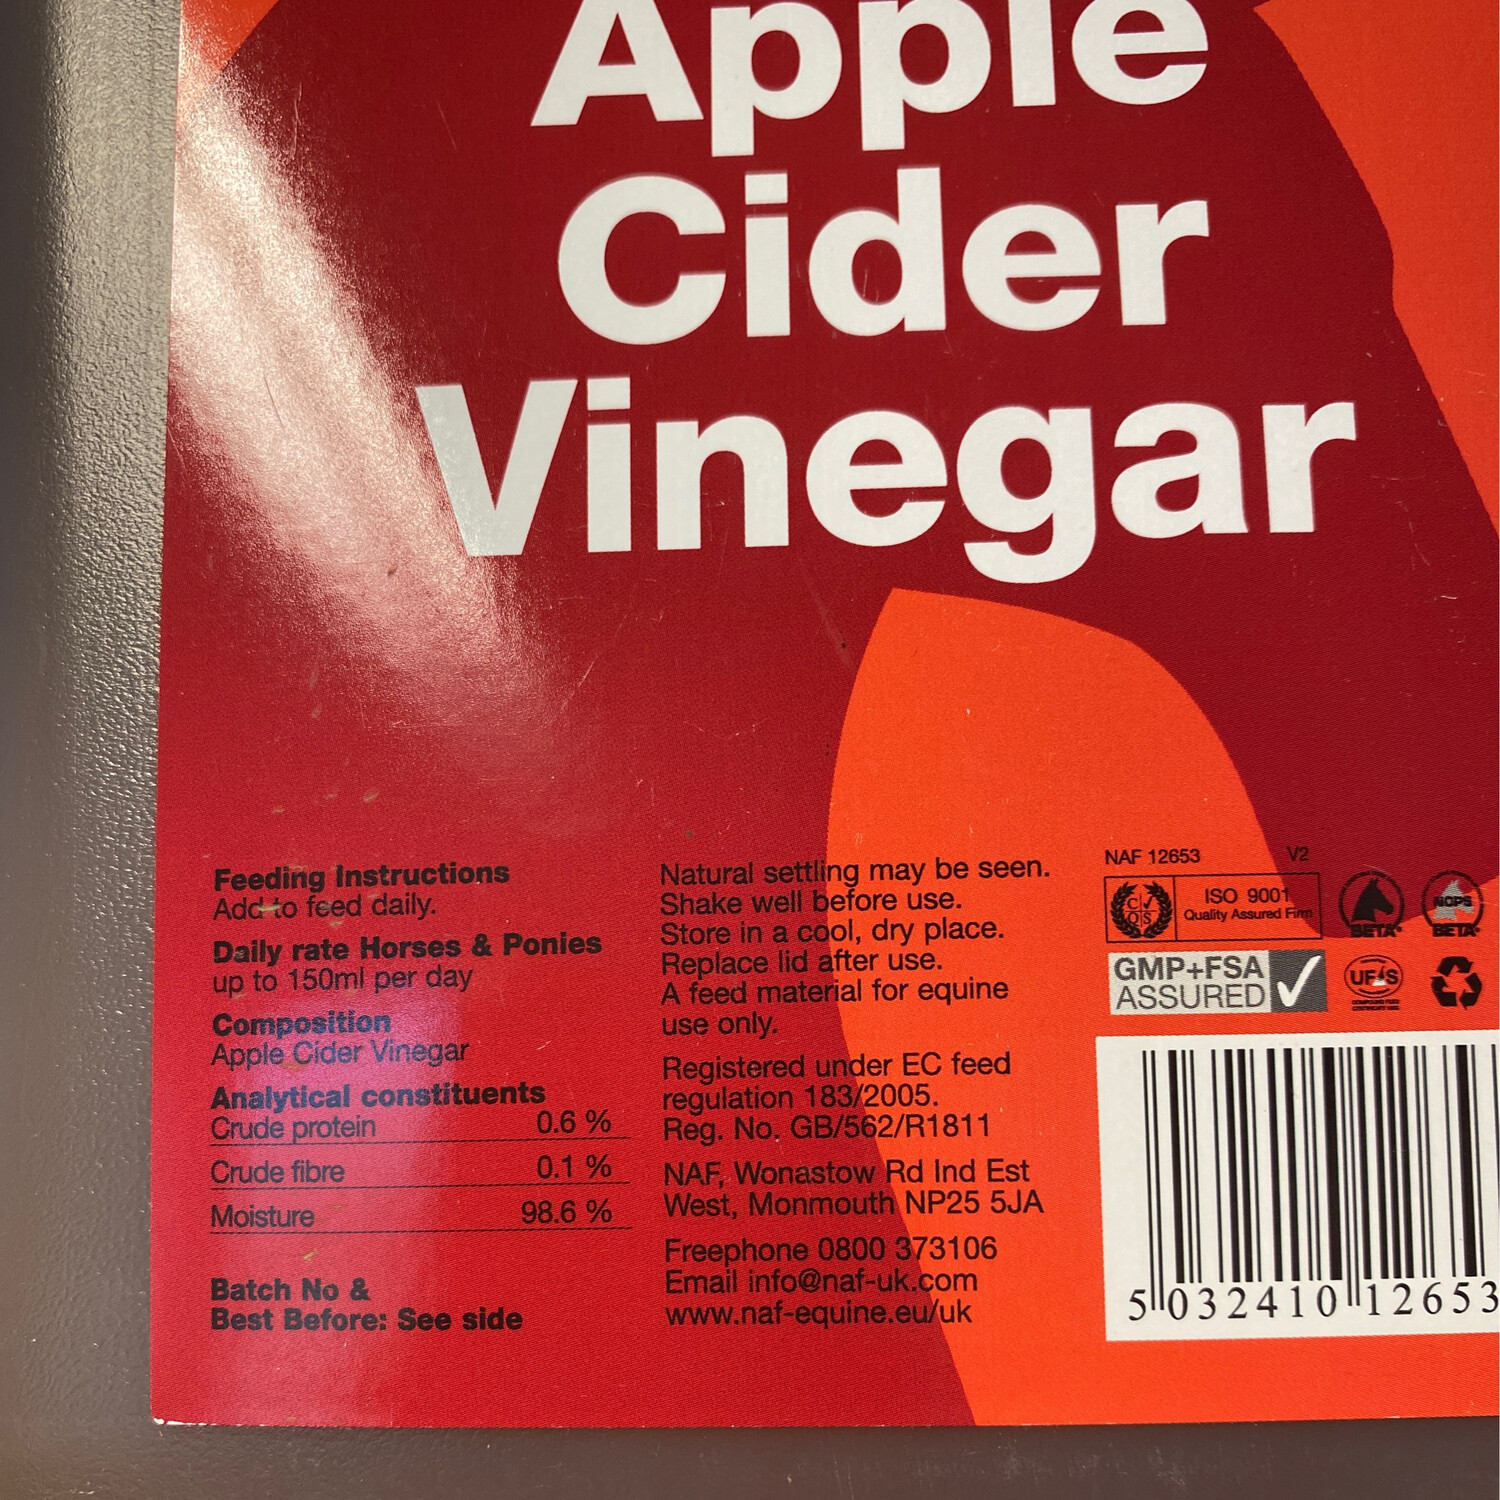 Apple
Cider
Vinegar
Feeding Instructions
Add to feed daily.
Daily rate Horses & Ponies
up to 150ml per day
Composition
Apple Cider Vinegar
Analytical constituents
Crude protein 0.6 %
Crude fibre 0.1 %
Moisture 98.6 %
Batch No &
Best Before: See side
Natural settling may be seen.
Shake well before use.
Store in a cool, dry place.
Replace lid after use.
A feed material for equine
use only.
Registered under EC feed
regulation 183/2005.
Reg. No. GB/562/R1811
NAF, Wonastow Rd Ind Est
West, Monmouth NP25 5JA
Freephone 0800 373106
Email info@naf-uk.com
www.naf-equine.eu/uk
NAF 12653 V2
CQS
ISO 9001
Quality Assured Firm
BETA
NOPS
BETA
GMP+FSA
ASSURED
UFAS
5 032410 12653